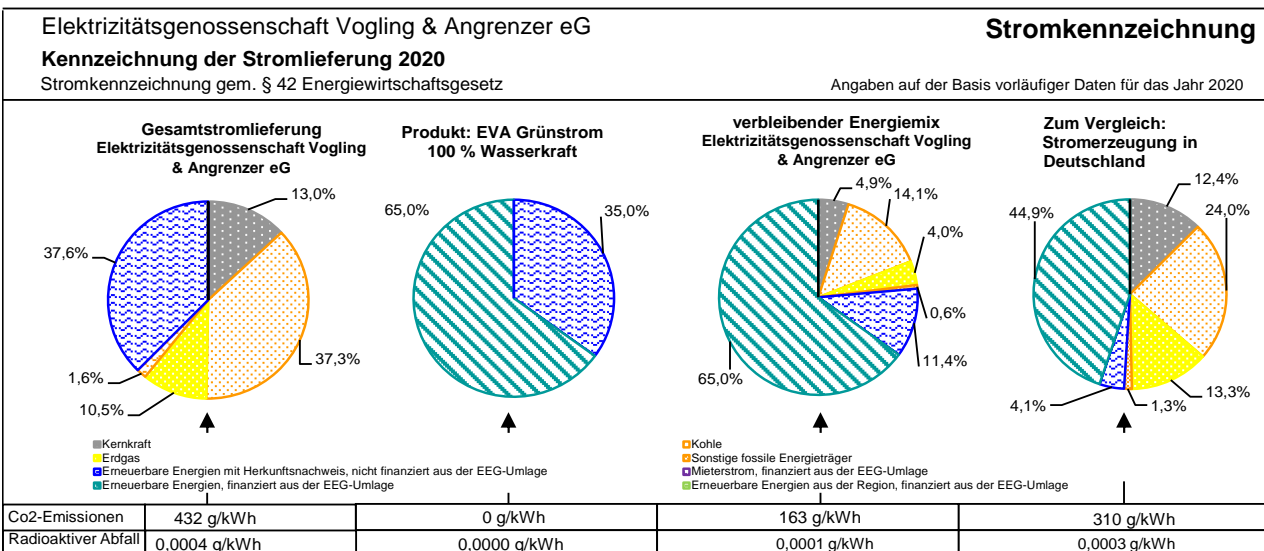 Elektrizitätsgenossenschaft Vogling & Angrenzer eG
Stromkennzeichnung
Kennzeichnung der Stromlieferung 2020
Stromkennzeichnung gem. § 42 Energiewirtschaftsgesetz
Angaben auf der Basis vorläufiger Daten für das Jahr 2020
Gesamtstromlieferung
Elektrizitätsgenossenschaft Vogling
& Angrenzer eG
13,0%
37,6%
37,3%
1,6%
10,5%
Produkt: EVA Grünstrom
100 % Wasserkraft
65,0%
35,0%
verbleibender Energiemix
Elektrizitätsgenossenschaft Vogling
& Angrenzer eG
4,9%
14,1%
4,0%
0,6%
11,4%
65,0%
Zum Vergleich:
Stromerzeugung in
Deutschland
12,4%
44,9%
24,0%
13,3%
1,3%
4,1%
Kernkraft
Erdgas
Erneuerbare Energien mit Herkunftsnachweis, nicht finanziert aus der EEG-Umlage
Erneuerbare Energien, finanziert aus der EEG-Umlage
Kohle
Sonstige fossile Energieträger
Mieterstrom, finanziert aus der EEG-Umlage
Erneuerbare Energien aus der Region, finanziert aus der EEG-Umlage
Co2-Emissionen 432 g/kWh 0 g/kWh 163 g/kWh 310 g/kWh
Radioaktiver Abfall 0,0004 g/kWh 0,0000 g/kWh 0,0001 g/kWh 0,0003 g/kWh